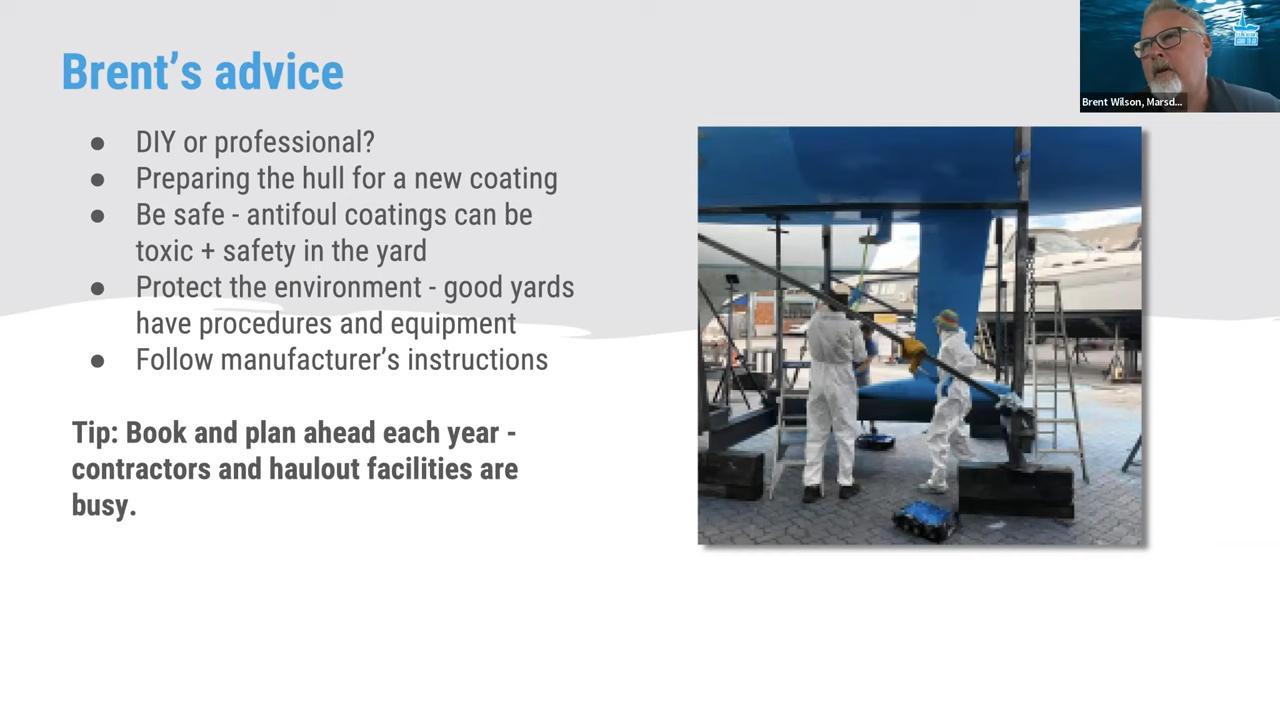 Brent's advice
● DIY or professional?
● Preparing the hull for a new coating
● Be safe - antifoul coatings can be
toxic + safety in the yard
● Protect the environment - good yards
have procedures and equipment
● Follow manufacturer's instructions
Tip: Book and plan ahead each year -
contractors and haulout facilities are
busy.
Brent Wilson, Marsd...